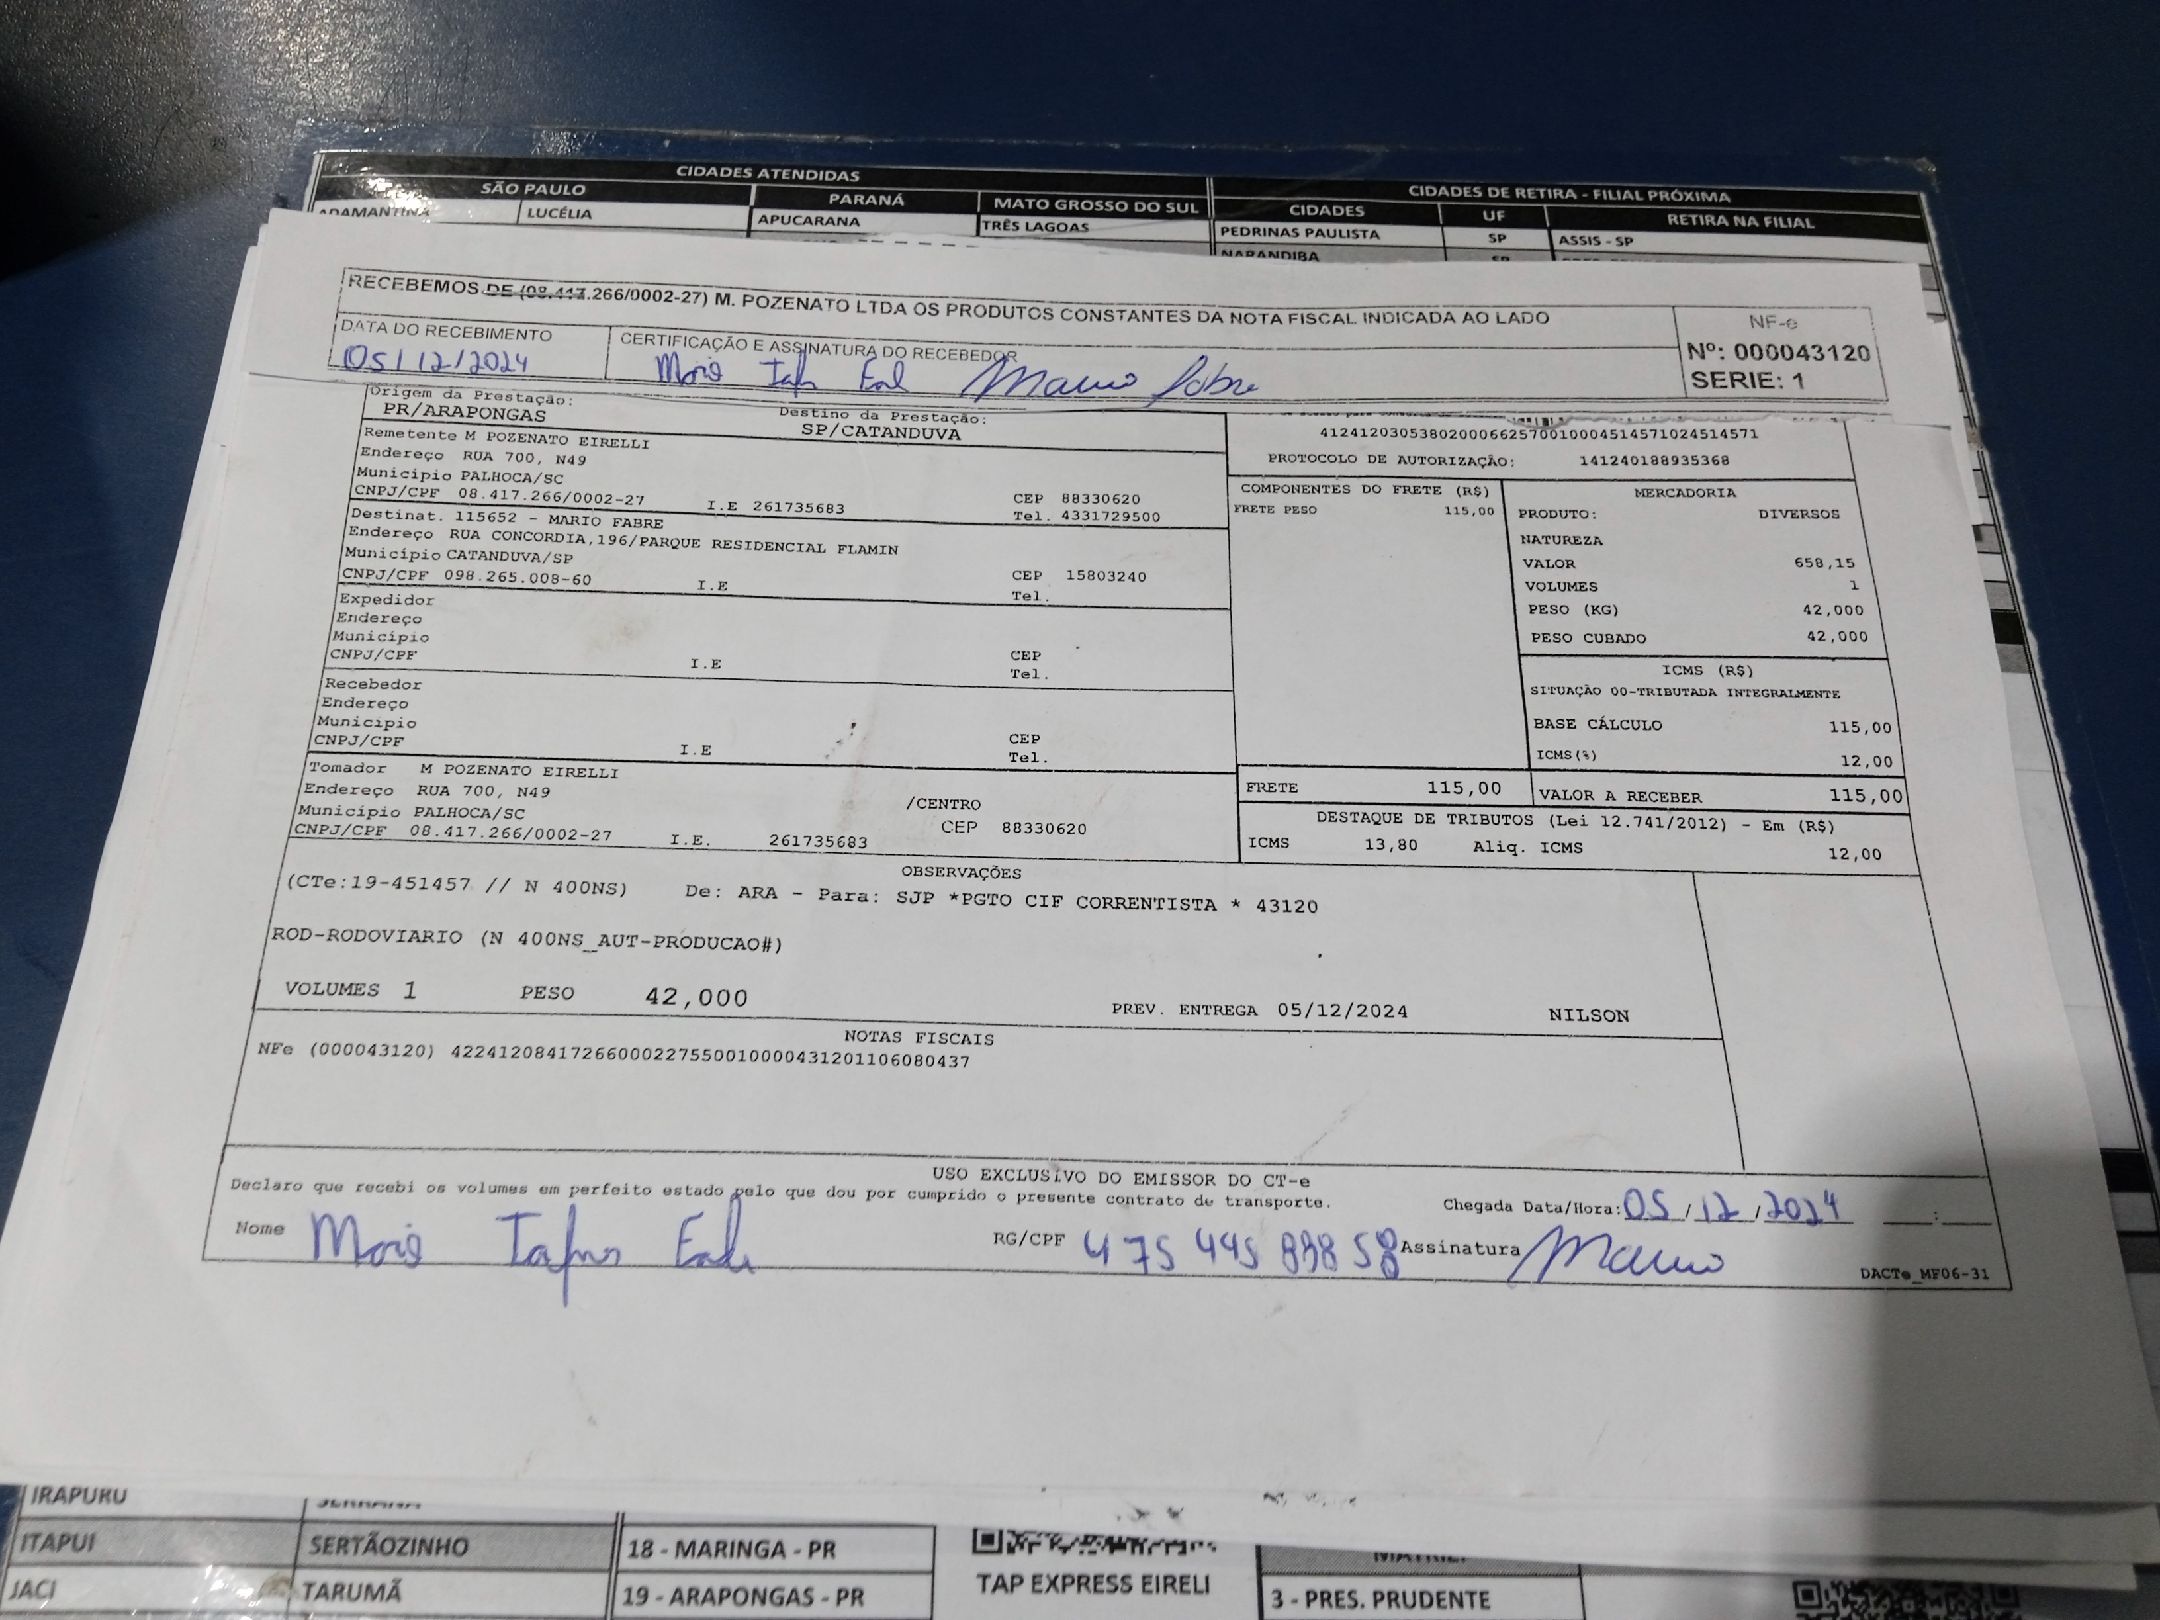 CIDADES ATENDIDAS
CIDADES DE RETIRA - FILIAL PRÓXIMA
SÃO PAULO PARANÁ MATO GROSSO DO SUL CIDADES UF RETIRA NA FILIAL
ADAMANTINA LUCÉLIA APUCARANA TRÊS LAGOAS PEDRINAS PAULISTA SP ASSIS - SP
NARANDIBA SP
RECEBEMOS DE (08.417.266/0002-27) M. POZENATO LTDA OS PRODUTOS CONSTANTES DA NOTA FISCAL INDICADA AO LADO
NF-e
Nº: 000043120
SERIE: 1
DATA DO RECEBIMENTO CERTIFICAÇÃO E ASSINATURA DO RECEBEDOR
05/12/2024
Origem da Prestação: Destino da Prestação:
PR/ARAPONGAS SP/CATANDUVA
Remetente M POZENATO EIRELLI
Endereço RUA 700, N49
Município PALHOCA/SC
CNPJ/CPF 08.417.266/0002-27 I.E 261735683 CEP 88330620
Tel. 4331729500
Destinat. 115652 - MARIO FABRE
Endereço RUA CONCORDIA,196/PARQUE RESIDENCIAL FLAMIN
Município CATANDUVA/SP
CNPJ/CPF 098.265.008-60 I.E CEP 15803240
Tel.
Expedidor
Endereço
Município
CNPJ/CPF I.E CEP
Tel.
Recebedor
Endereço
Município
CNPJ/CPF I.E CEP
Tel.
Tomador M POZENATO EIRELLI
Endereço RUA 700, N49 /CENTRO
Município PALHOCA/SC CEP 88330620
CNPJ/CPF 08.417.266/0002-27 I.E. 261735683
41241203053802000662570010004514571024514571
PROTOCOLO DE AUTORIZAÇÃO: 141240188935368
COMPONENTES DO FRETE (R$)
FRETE PESO 115,00
MERCADORIA
PRODUTO: DIVERSOS
NATUREZA
VALOR 658,15
VOLUMES 1
PESO (KG) 42,000
PESO CUBADO 42,000
ICMS (R$)
SITUAÇÃO 00-TRIBUTADA INTEGRALMENTE
BASE CÁLCULO 115,00
ICMS(%) 12,00
FRETE 115,00 VALOR A RECEBER 115,00
DESTAQUE DE TRIBUTOS (Lei 12.741/2012) - Em (R$)
ICMS 13,80 Aliq. ICMS 12,00
OBSERVAÇÕES
(CTe:19-451457 // N 400NS) De: ARA - Para: SJP *PGTO CIF CORRENTISTA * 43120
ROD-RODOVIARIO (N 400NS_AUT-PRODUCAO#)
VOLUMES 1 PESO 42,000 PREV. ENTREGA 05/12/2024 NILSON
NOTAS FISCAIS
NFe (000043120) 42241208417266000227550010000431201106080437
USO EXCLUSIVO DO EMISSOR DO CT-e
Declaro que recebi os volumes em perfeito estado pelo que dou por cumprido o presente contrato de transporte.
Chegada Data/Hora: 05/12/2024 :
Nome RG/CPF Assinatura
DACTe_MF06-31
IRAPURU
ITAPUI SERTÃOZINHO 18 - MARINGA - PR
JACI TARUMÃ 19 - ARAPONGAS - PR TAP EXPRESS EIRELI 3 - PRES. PRUDENTE